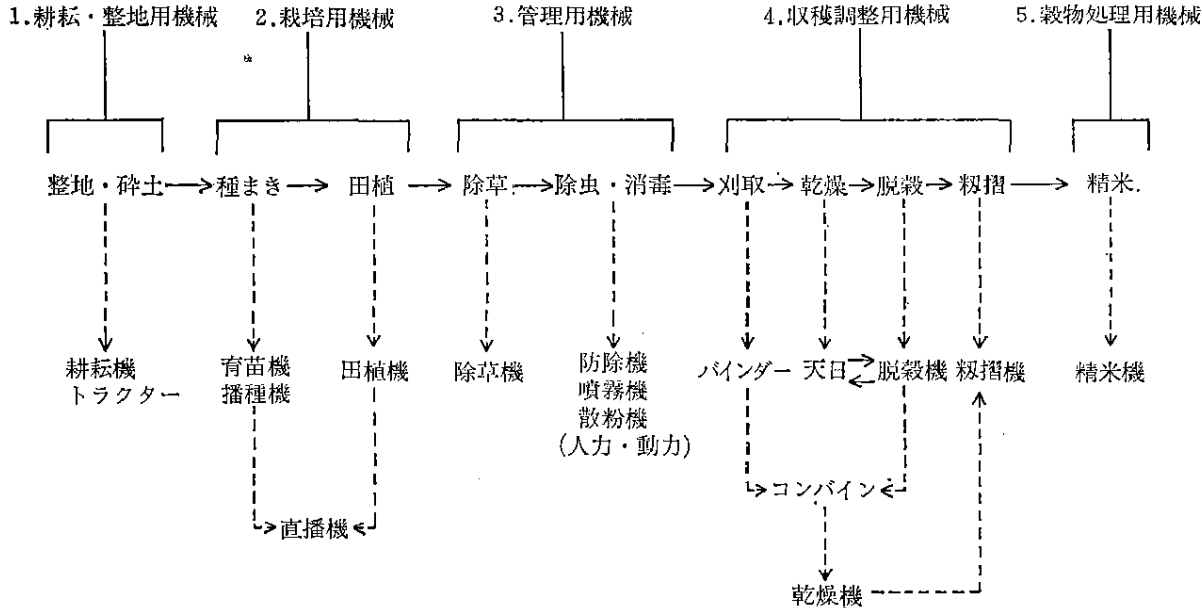 1.耕耘・整地用機械 2.栽培用機械 3.管理用機械 4.収穫調整用機械 5.穀物処理用機械
整地・砕土 種まき 田植 除草 除虫・消毒 刈取 乾燥 脱穀 籾摺 精米
耕耘機
トラクター
育苗機
播種機
田植機
除草機
防除機
噴霧機
散粉機
(人力・動力)
バインダー
天日
脱穀機
籾摺機
精米機
コンバイン
直播機
乾燥機